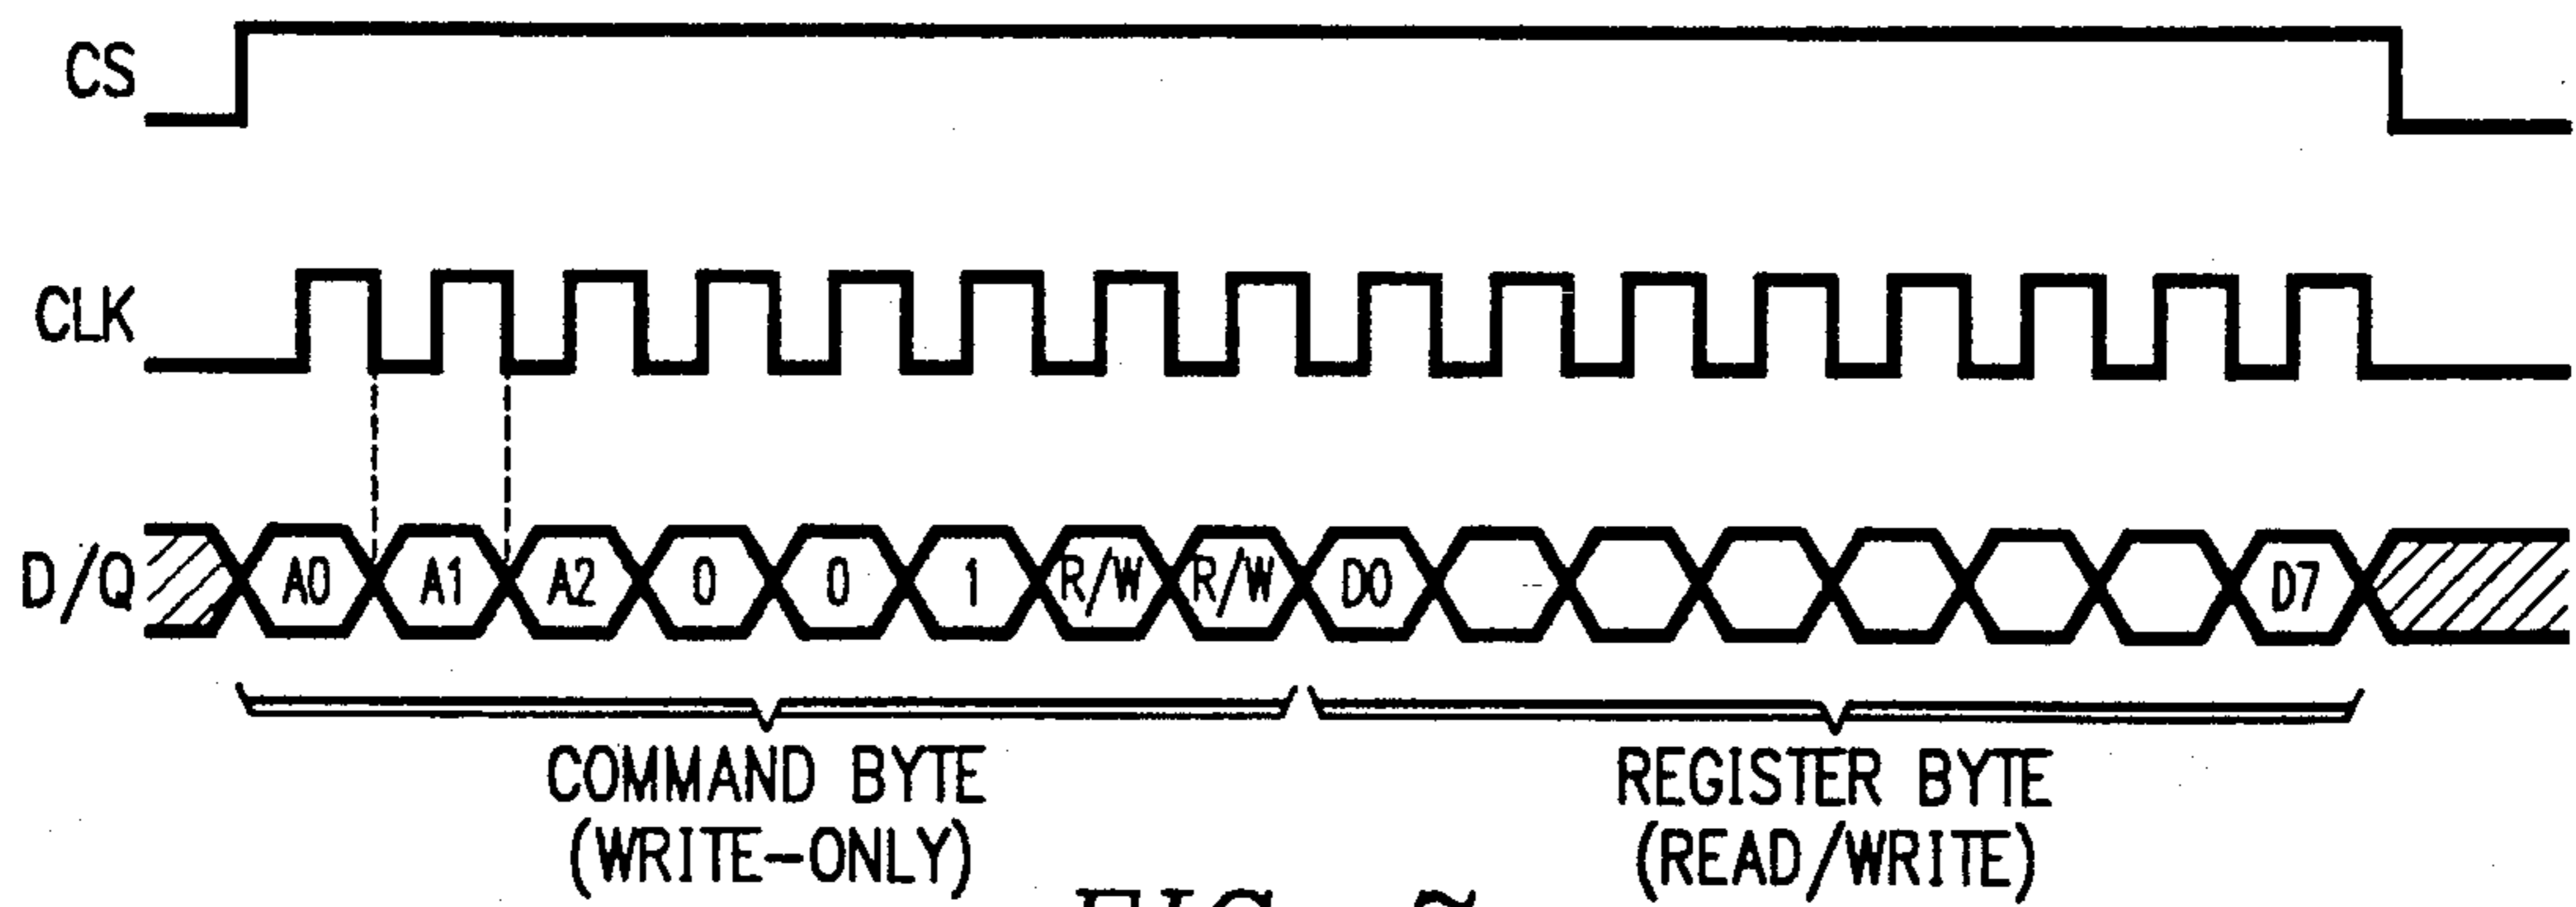 CS
CLK
D/Q A0 A1 A2 0 0 1 R/W R/W D0 D7
COMMAND BYTE REGISTER BYTE
(WRITE-ONLY) (READ/WRITE)